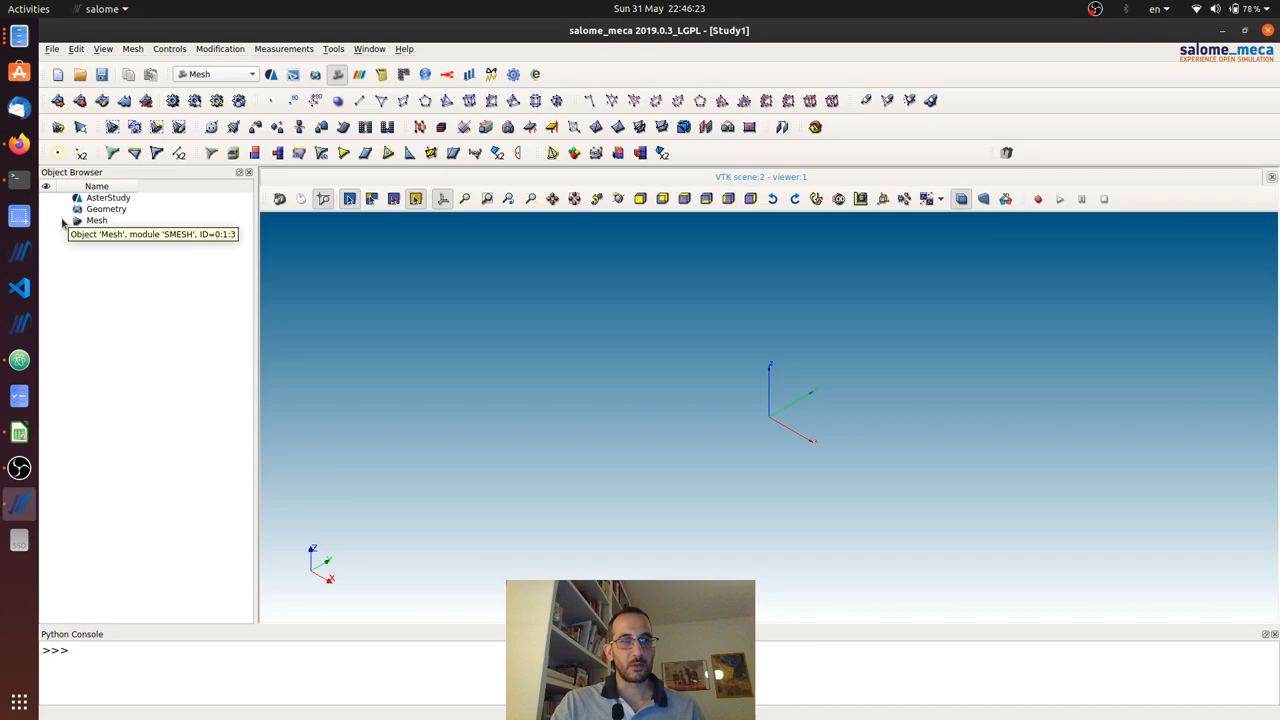 Activities
salome
Sun 31 May 22:46:23
en
78 %
salome_meca 2019.0.3_LGPL - [Study1]
File Edit View Mesh Controls Modification Measurements Tools Window Help
salome_meca
EXPERIENCE OPEN SIMULATION
Mesh
Object Browser
VTK scene:2 - viewer:1
Name
AsterStudy
Geometry
Mesh
Object 'Mesh', module 'SMESH', ID=0:1:3
Z
Z
X
Python Console
>>>
SSD